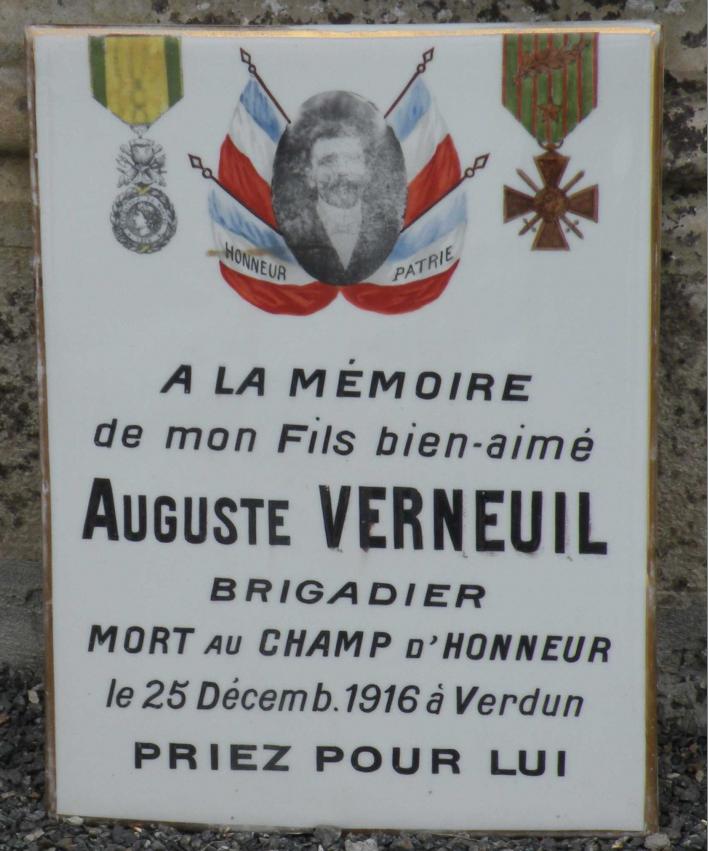 HONNEUR PATRIE
A LA MÉMOIRE
de mon Fils bien-aimé
AUGUSTE VERNEUIL
BRIGADIER
MORT AU CHAMP D'HONNEUR
le 25 Décemb. 1916 à Verdun
PRIEZ POUR LUI